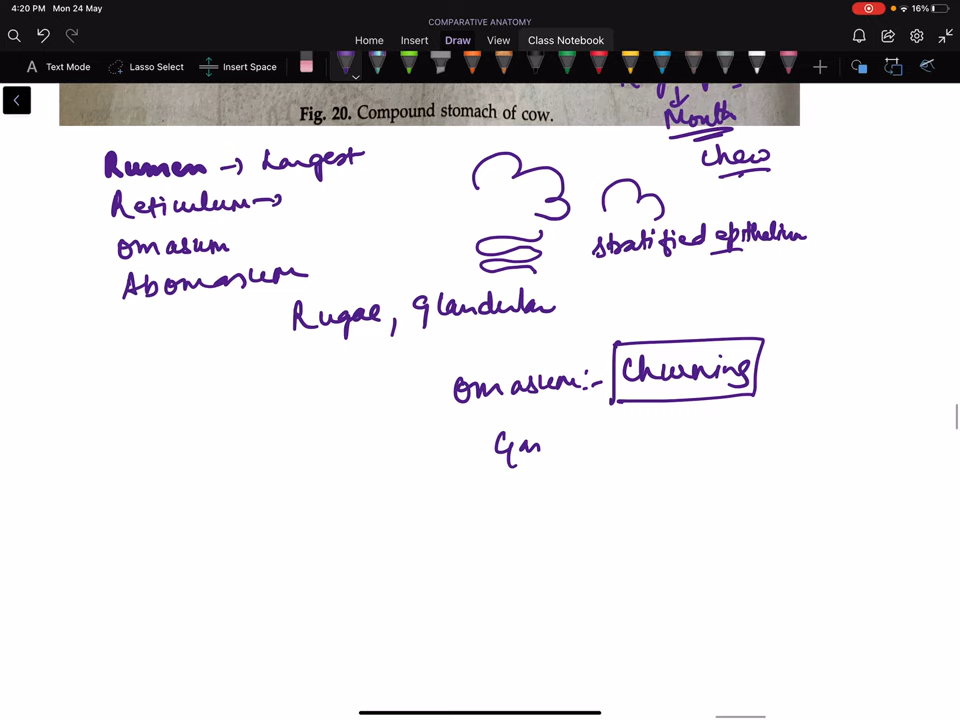 4:20 PM Mon 24 May
16%
COMPARATIVE ANATOMY
Home Insert Draw View Class Notebook
Text Mode Lasso Select Insert Space
Fig. 20. Compound stomach of cow.
Mouth
Chew
Rumen → Largest
Reticulum →
Omasum
Abomasum
stratified epithelium
Rugae, Glandular
Omasum:- Churning